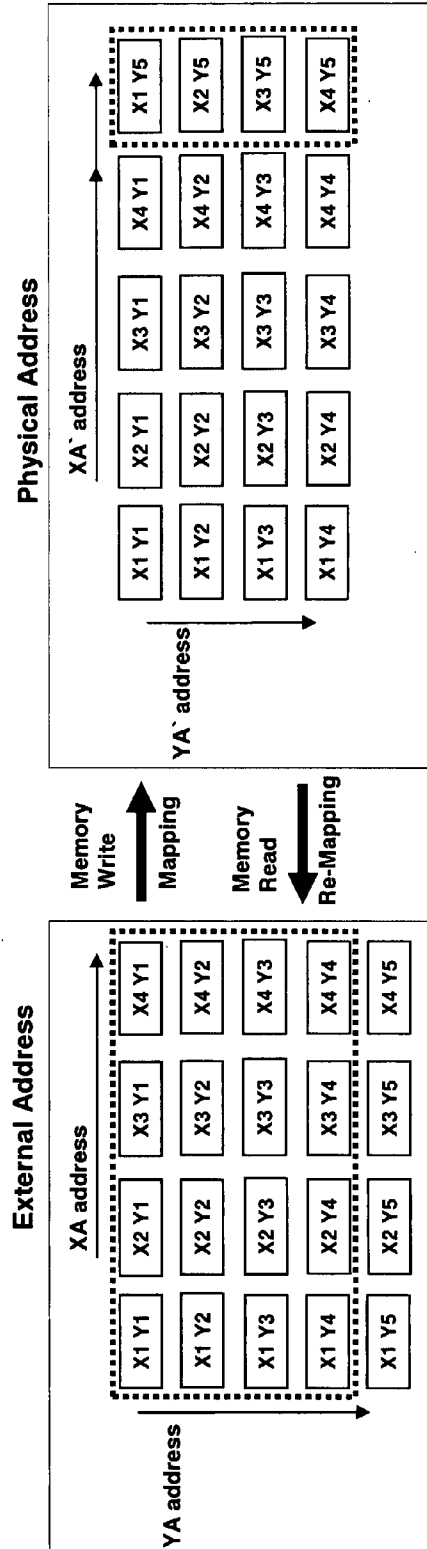 External Address
XA address
YA address
X1 Y1 X2 Y1 X3 Y1 X4 Y1
X1 Y2 X2 Y2 X3 Y2 X4 Y2
X1 Y3 X2 Y3 X3 Y3 X4 Y3
X1 Y4 X2 Y4 X3 Y4 X4 Y4
X1 Y5 X2 Y5 X3 Y5 X4 Y5
Memory
Write
Mapping
Memory
Read
Re-Mapping
Physical Address
XA` address
YA` address
X1 Y1 X2 Y1 X3 Y1 X4 Y1 X1 Y5
X1 Y2 X2 Y2 X3 Y2 X4 Y2 X2 Y5
X1 Y3 X2 Y3 X3 Y3 X4 Y3 X3 Y5
X1 Y4 X2 Y4 X3 Y4 X4 Y4 X4 Y5